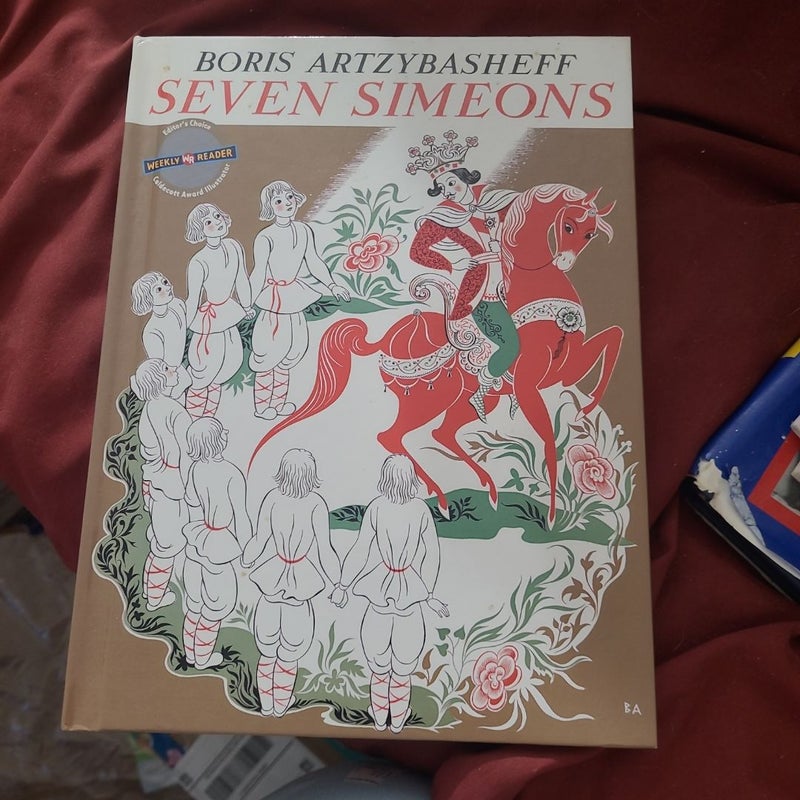 BORIS ARTZYBASHEFF
SEVEN SIMEONS
Editor's Choice
WEEKLY WR READER
Caldecott Award Illustrator
BA